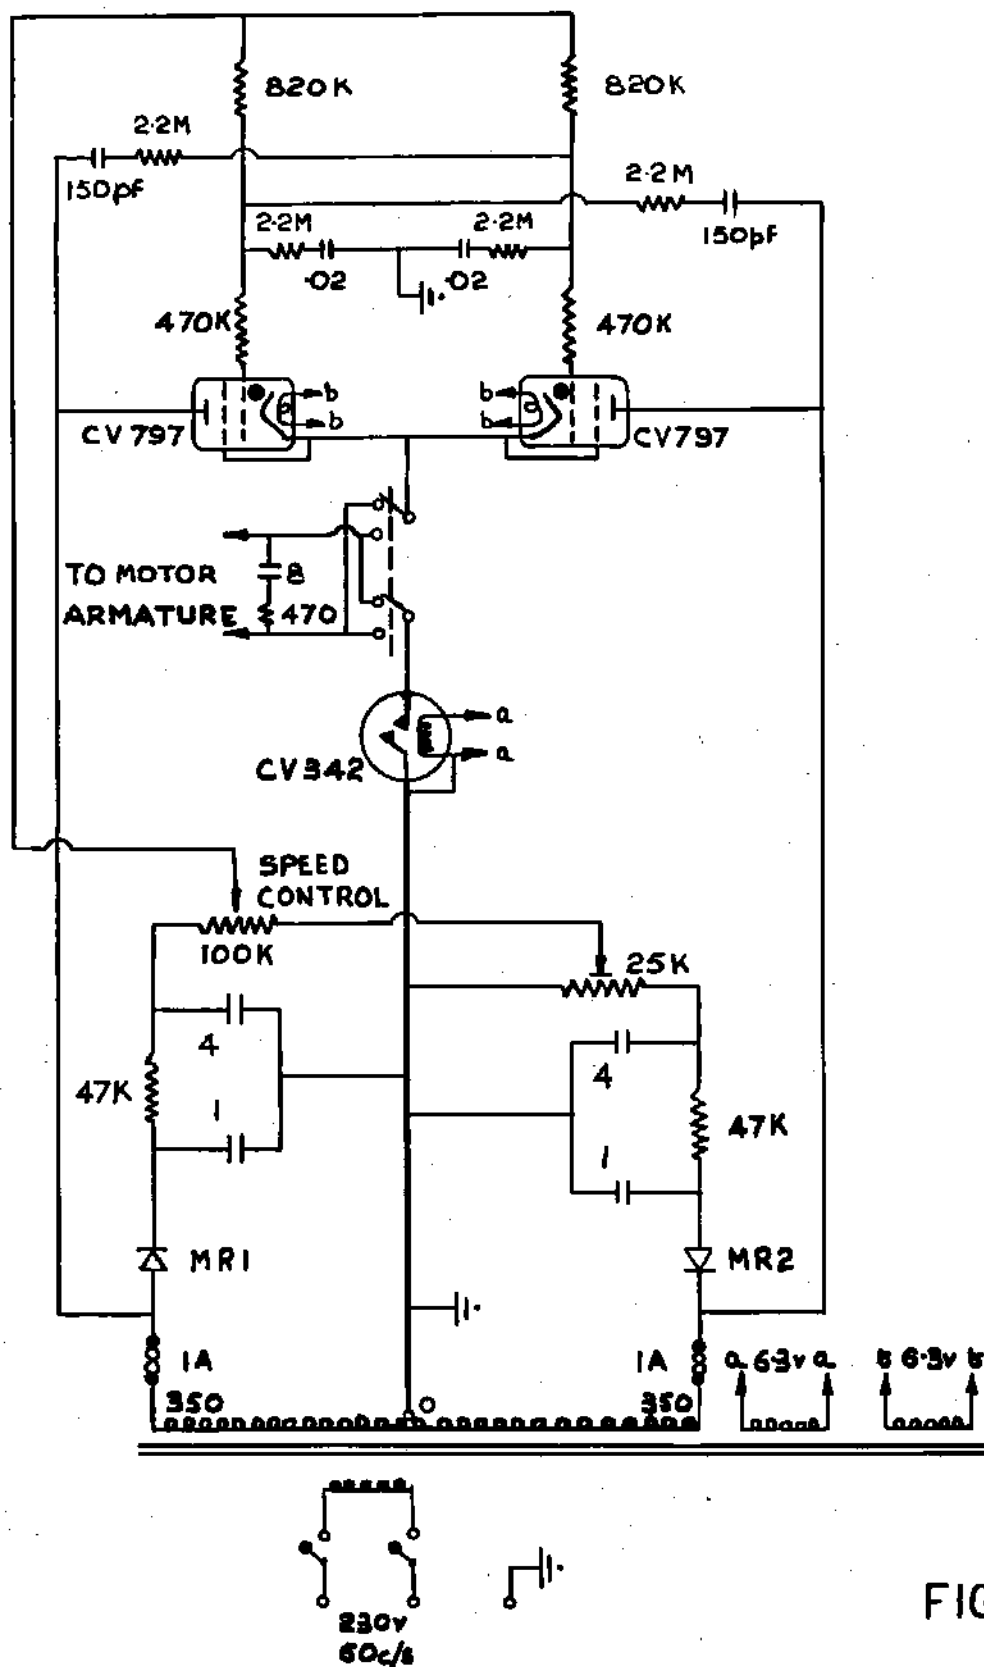 820K
820K
2·2M
150pf
2·2M
150pF
2·2M
2·2M
·02
·02
470K
470K
b
b
b
b
CV797
CV797
TO MOTOR
ARMATURE
8
470
a
a
CV342
SPEED
CONTROL
100K
25K
4
4
47K
1
47K
1
MR1
MR2
1A
1A
a 6·3v a
b 6·3v b
350
0
350
230v
50c/s
FIG